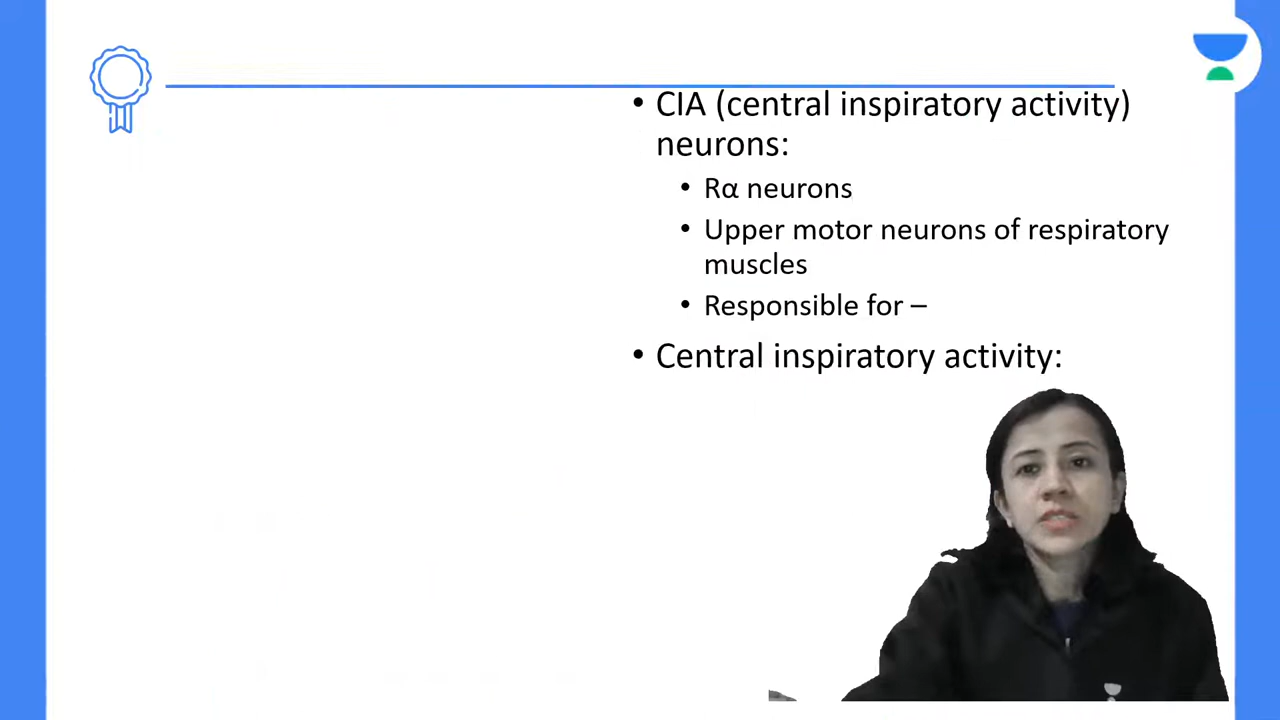 • CIA (central inspiratory activity)
neurons:
• Rα neurons
• Upper motor neurons of respiratory
muscles
• Responsible for –
• Central inspiratory activity: